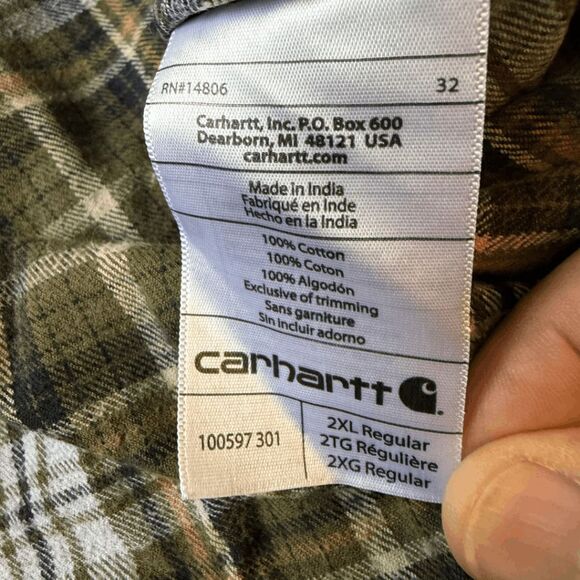 RN#14806 32
Carhartt, Inc. P.O. Box 600
Dearborn, MI 48121 USA
carhartt.com
Made in India
Fabriqué en Inde
Hecho en la India
100% Cotton
100% Coton
100% Algodón
Exclusive of trimming
Sans garniture
Sin incluir adorno
carhartt
100597 301
2XL Regular
2TG Régulière
2XG Regular